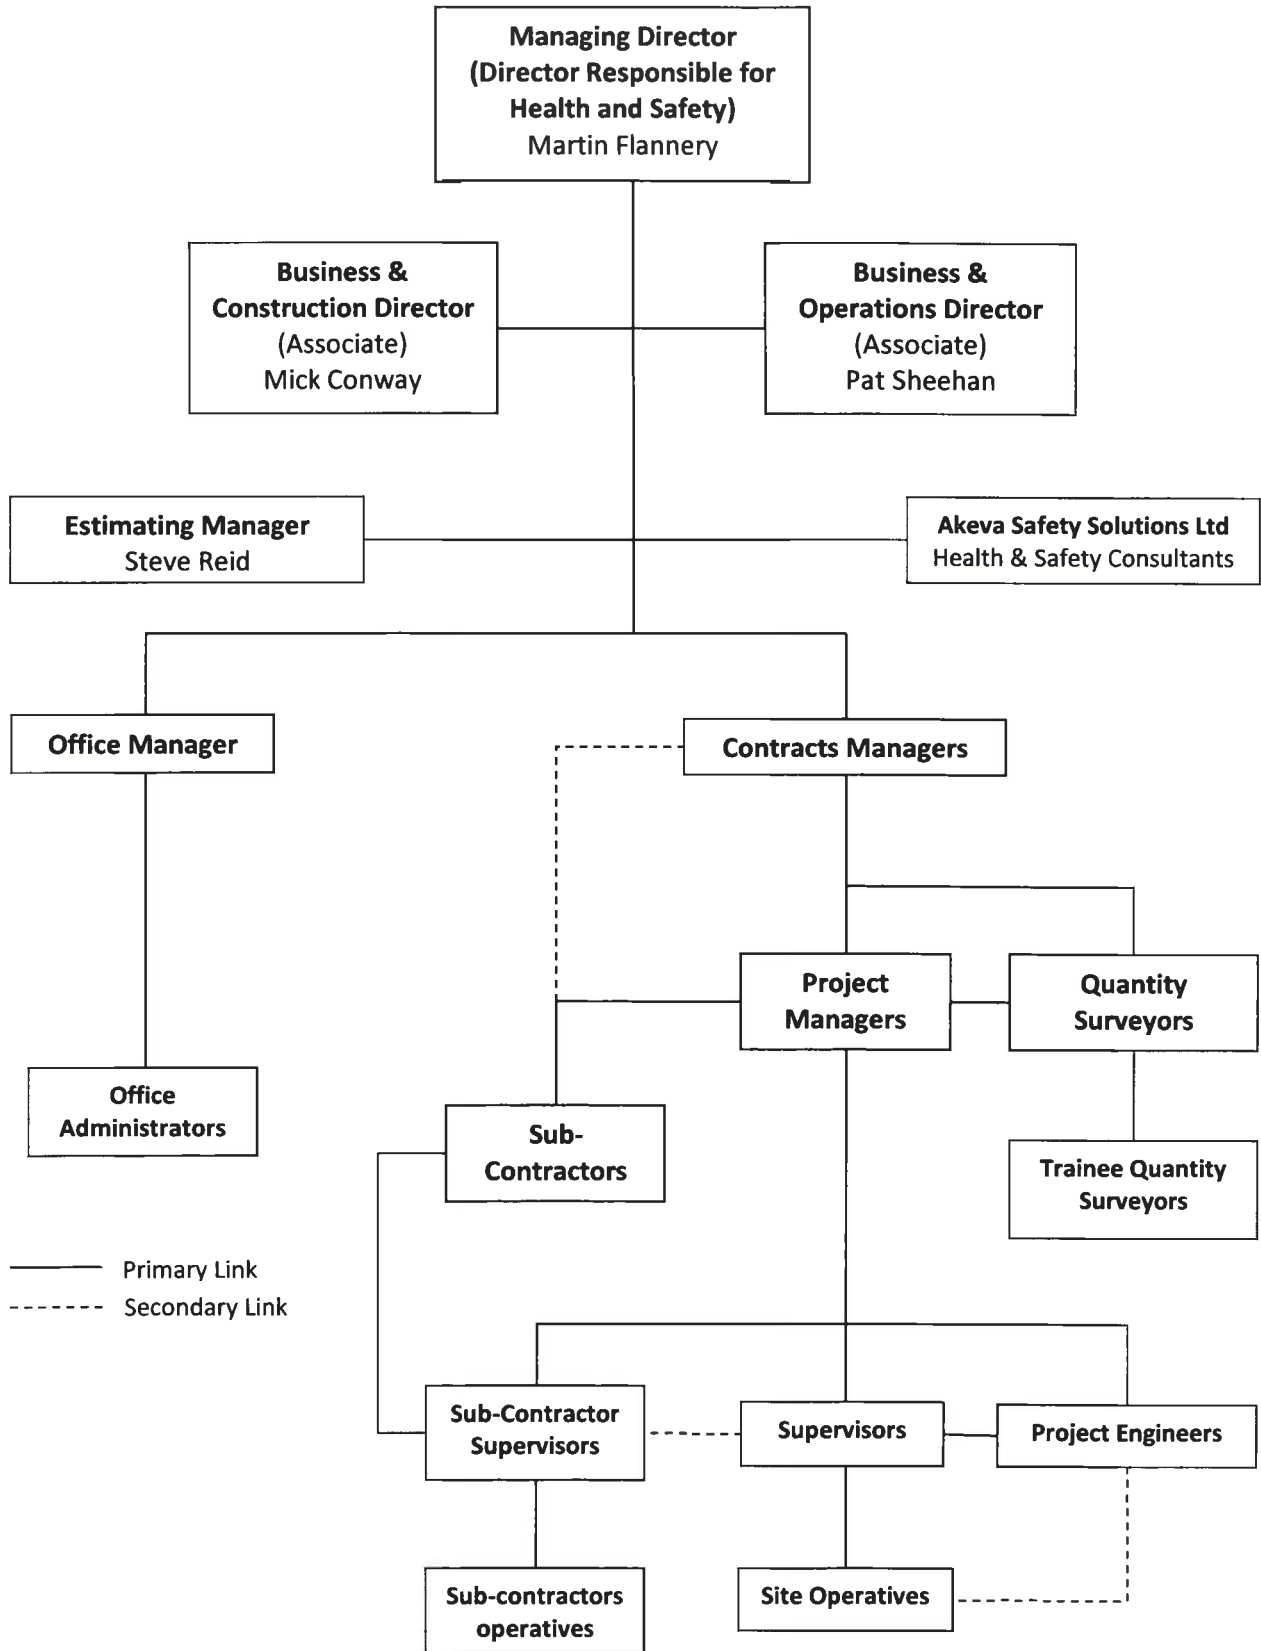 Managing Director
(Director Responsible for
Health and Safety)
Martin Flannery
Business &
Construction Director
(Associate)
Mick Conway
Business &
Operations Director
(Associate)
Pat Sheehan
Estimating Manager
Steve Reid
Akeva Safety Solutions Ltd
Health & Safety Consultants
Office Manager
Contracts Managers
Project
Managers
Quantity
Surveyors
Office
Administrators
Sub-
Contractors
Trainee Quantity
Surveyors
Primary Link
Secondary Link
Sub-Contractor
Supervisors
Supervisors
Project Engineers
Sub-contractors
operatives
Site Operatives